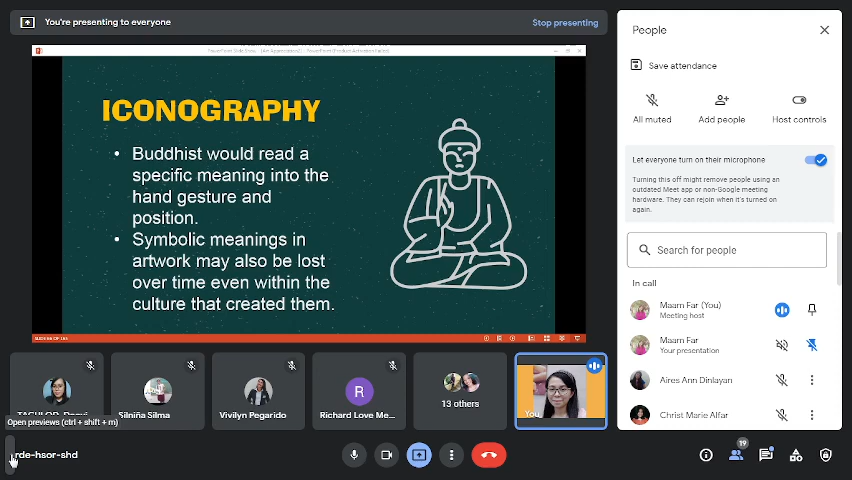 You're presenting to everyone
Stop presenting
ICONOGRAPHY
• Buddhist would read a
specific meaning into the
hand gesture and
position.
• Symbolic meanings in
artwork may also be lost
over time even within the
culture that created them.
Silniña Silma
Vivilyn Pegarido
R
Richard Love Me...
13 others
You
Open previews (ctrl + shift + m)
rde-hsor-shd
People
Save attendance
All muted
Add people
Host controls
Let everyone turn on their microphone
Turning this off might remove people using an
outdated Meet app or non-Google meeting
hardware. They can rejoin when it's turned on
again.
Search for people
In call
Maam Far (You)
Meeting host
Maam Far
Your presentation
Aires Ann Dinlayan
Christ Marie Alfar
19